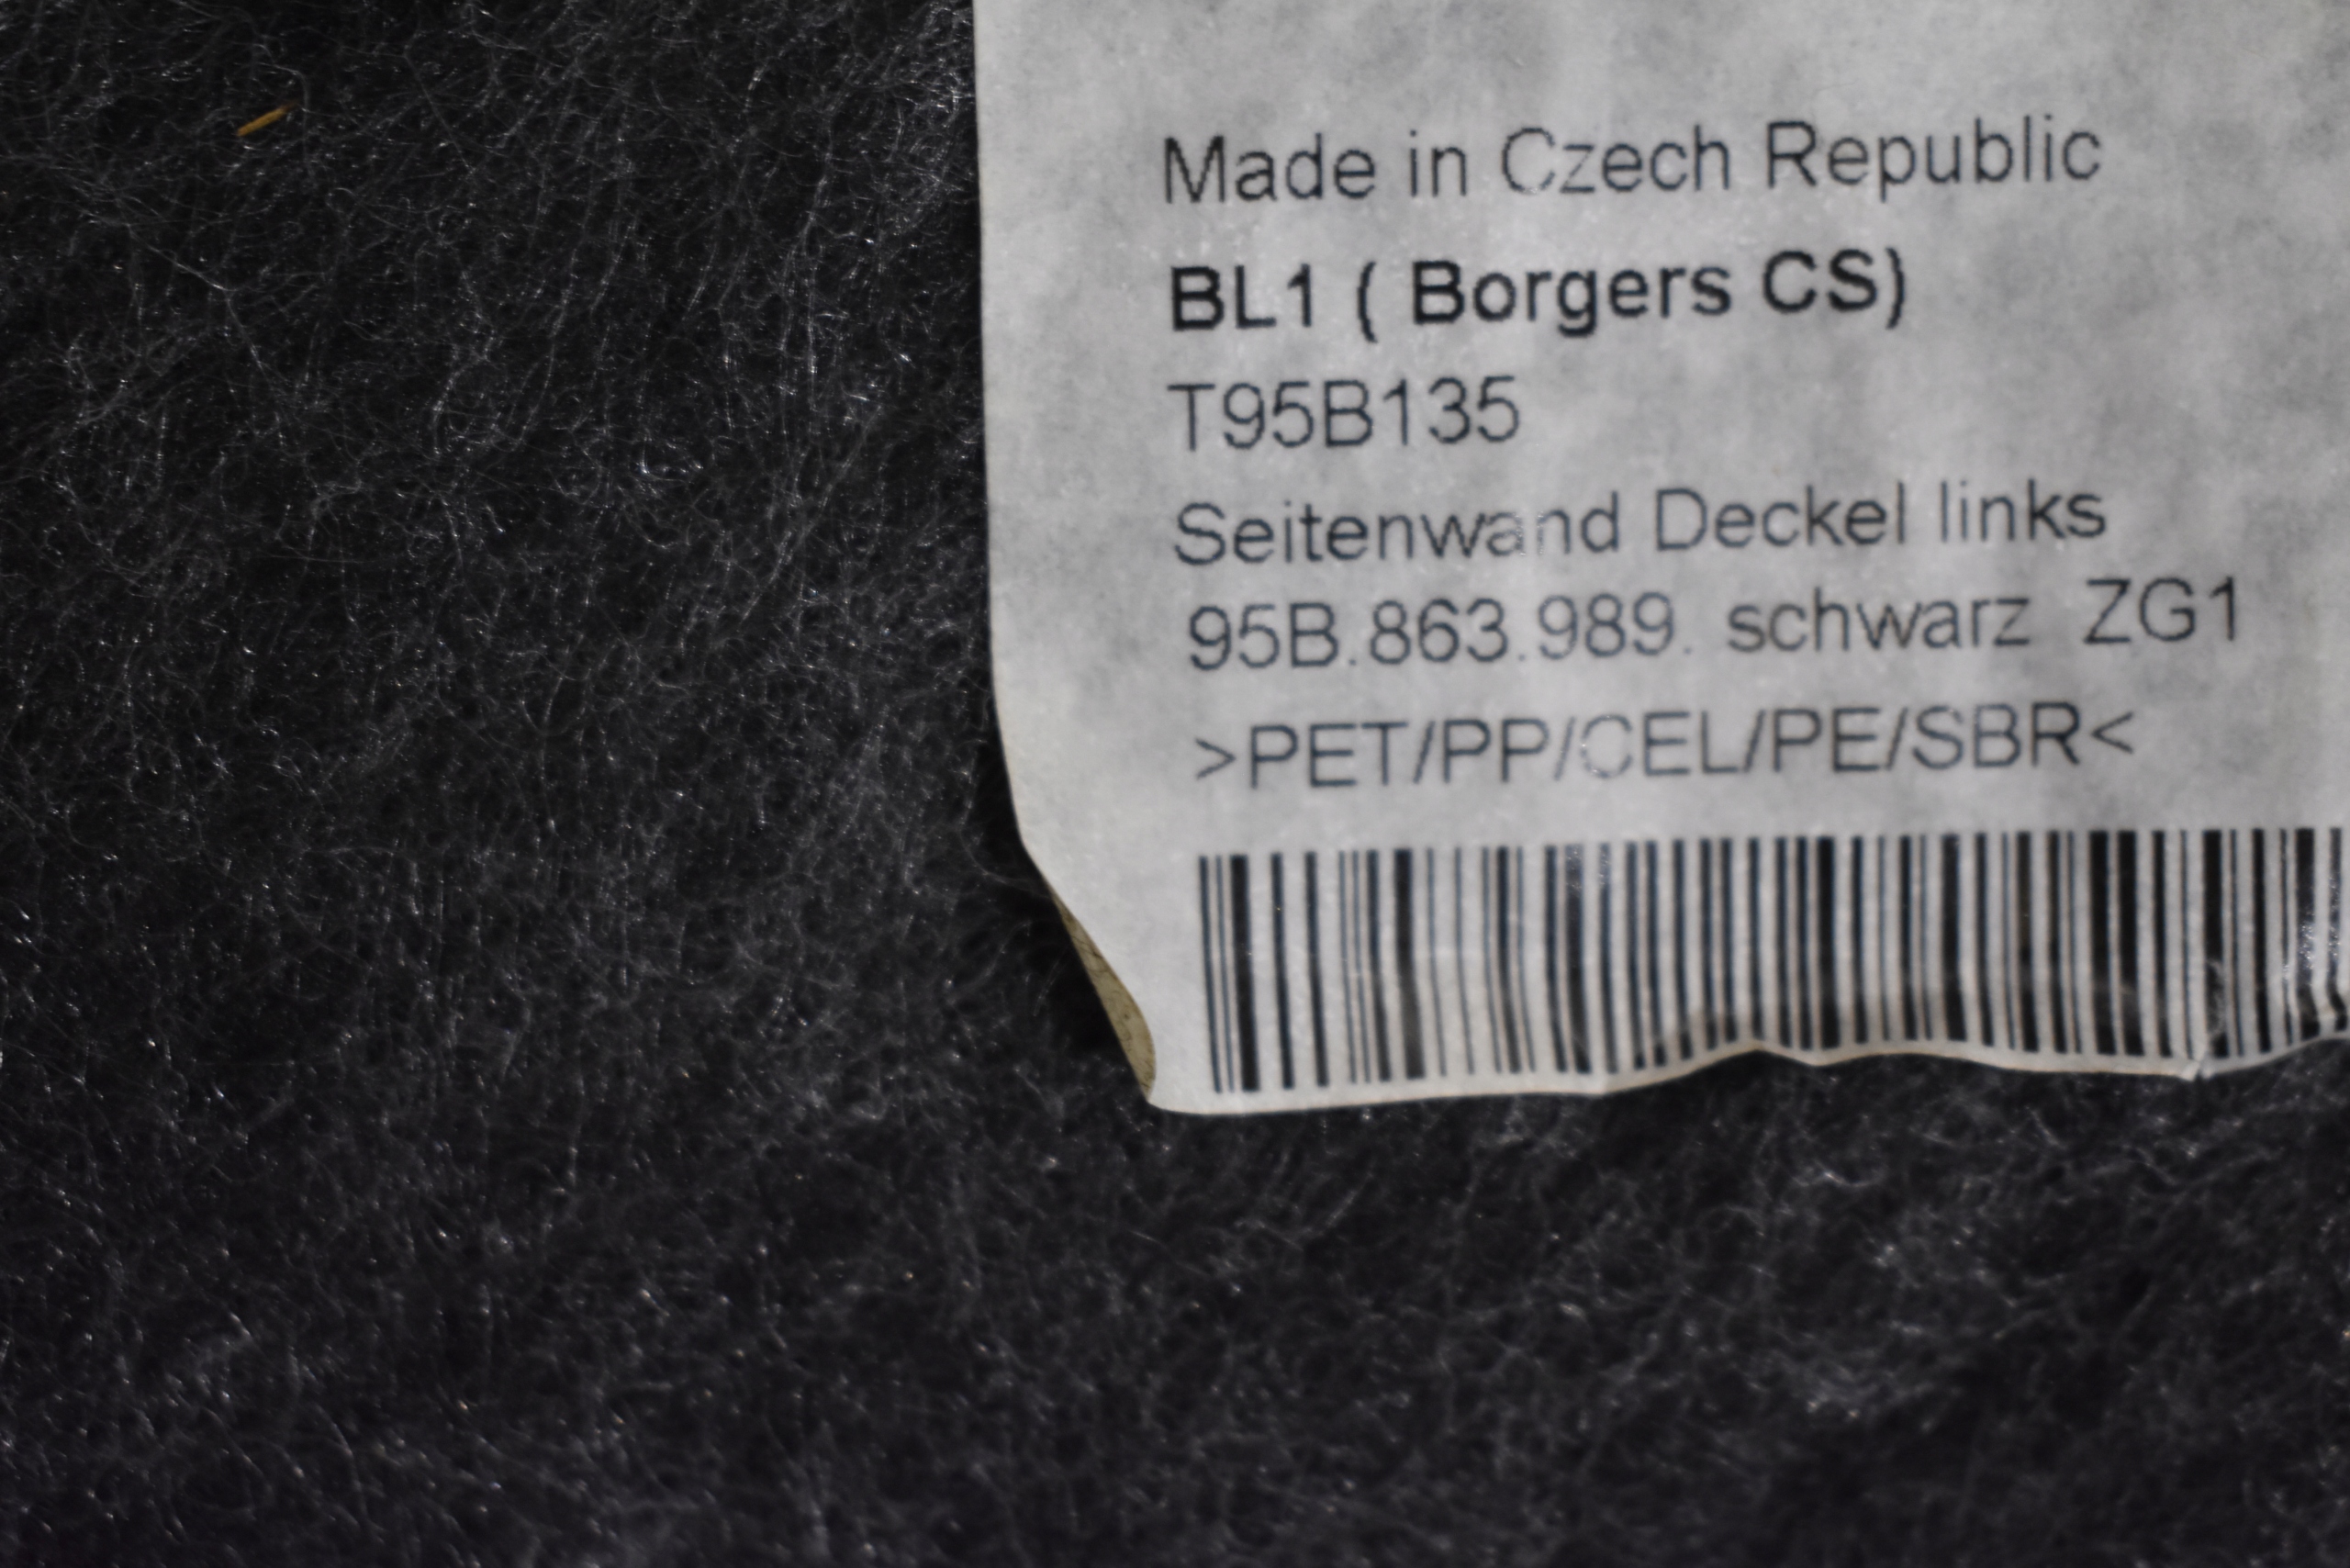 Made in Czech Republic
BL1 ( Borgers CS)
T95B135
Seitenwand Deckel links
95B.863.989. schwarz ZG1
>PET/PP/CEL/PE/SBR<